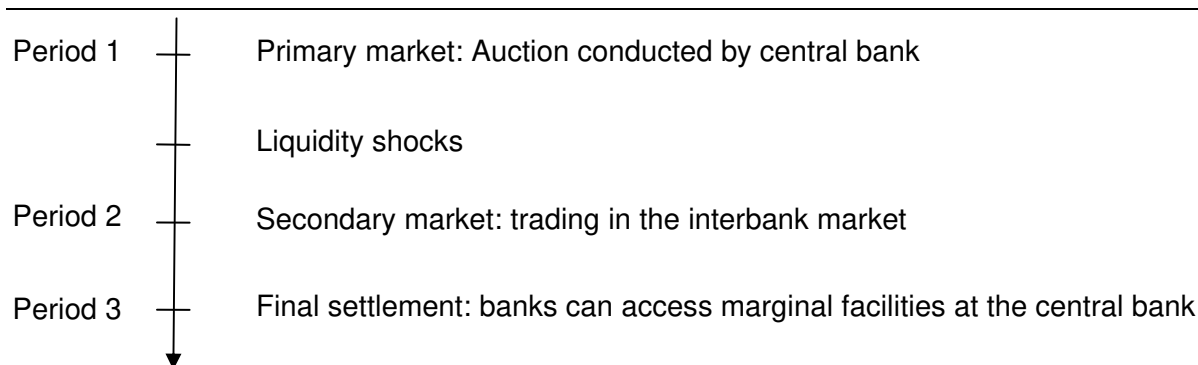 Period 1 Primary market: Auction conducted by central bank
Liquidity shocks
Period 2 Secondary market: trading in the interbank market
Period 3 Final settlement: banks can access marginal facilities at the central bank